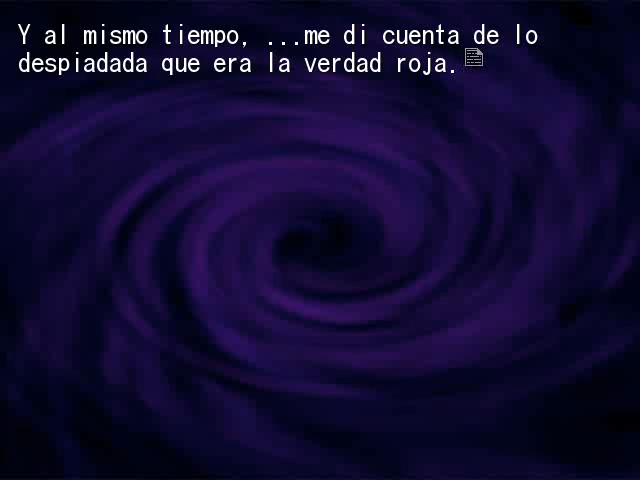 Y al mismo tiempo, ...me di cuenta de lo
despiadada que era la verdad roja.